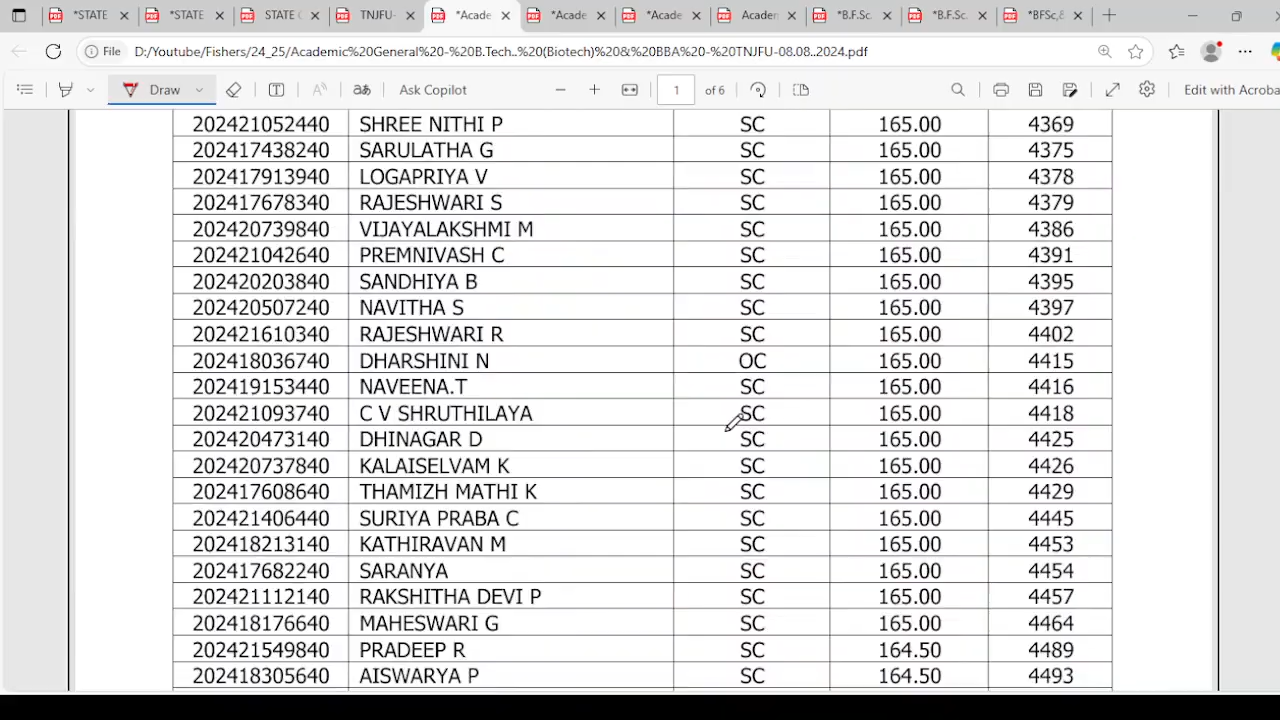 *STATE
*STATE
STATE C
TNJFU-
*Acade
*Acade
*Acade
Academ
*B.F.Sc.
*B.F.Sc.
*BFSc,8
File D:/Youtube/Fishers/24_25/Academic%20General%20-%20B.Tech..%20(Biotech)%20&%20BBA%20-%20TNJFU-08.08..2024.pdf
Draw Ask Copilot 1 of 6 Edit with Acroba
202421052440 SHREE NITHI P SC 165.00 4369
202417438240 SARULATHA G SC 165.00 4375
202417913940 LOGAPRIYA V SC 165.00 4378
202417678340 RAJESHWARI S SC 165.00 4379
202420739840 VIJAYALAKSHMI M SC 165.00 4386
202421042640 PREMNIVASH C SC 165.00 4391
202420203840 SANDHIYA B SC 165.00 4395
202420507240 NAVITHA S SC 165.00 4397
202421610340 RAJESHWARI R SC 165.00 4402
202418036740 DHARSHINI N OC 165.00 4415
202419153440 NAVEENA.T SC 165.00 4416
202421093740 C V SHRUTHILAYA SC 165.00 4418
202420473140 DHINAGAR D SC 165.00 4425
202420737840 KALAISELVAM K SC 165.00 4426
202417608640 THAMIZH MATHI K SC 165.00 4429
202421406440 SURIYA PRABA C SC 165.00 4445
202418213140 KATHIRAVAN M SC 165.00 4453
202417682240 SARANYA SC 165.00 4454
202421112140 RAKSHITHA DEVI P SC 165.00 4457
202418176640 MAHESWARI G SC 165.00 4464
202421549840 PRADEEP R SC 164.50 4489
202418305640 AISWARYA P SC 164.50 4493